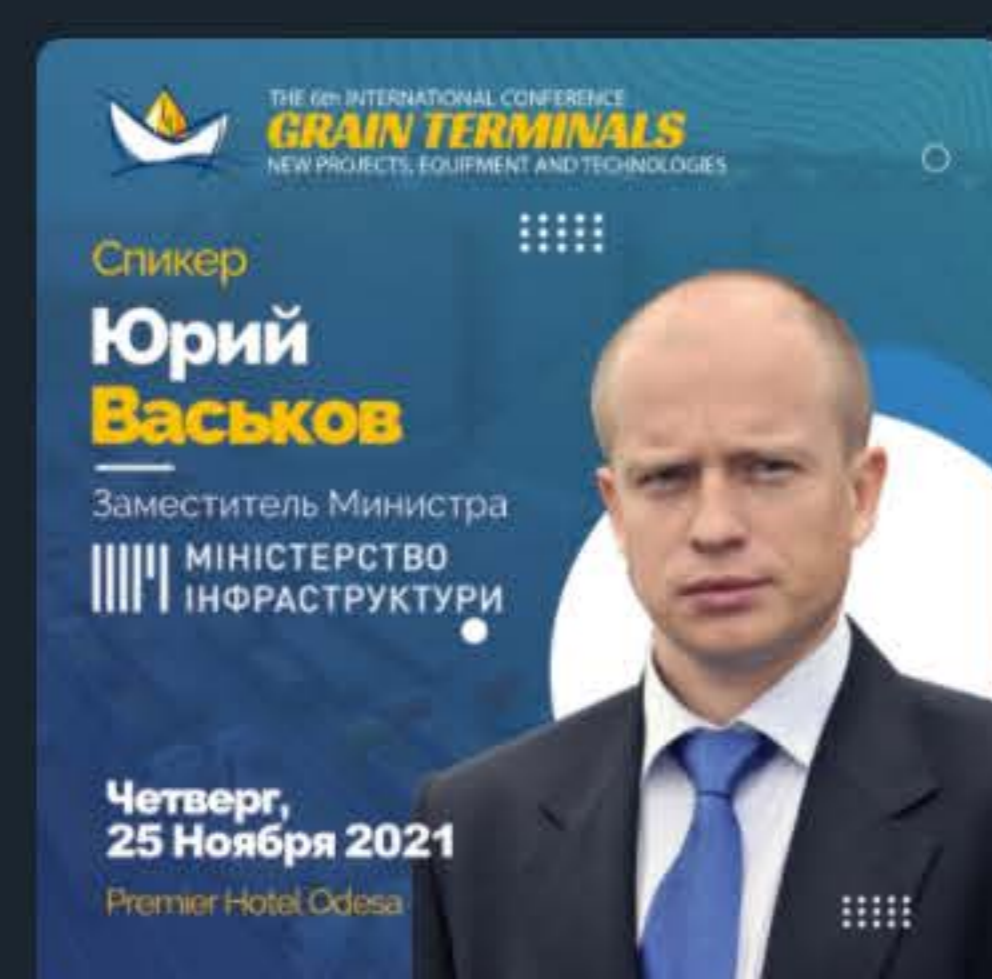 THE 6th INTERNATIONAL CONFERENCE
GRAIN TERMINALS
NEW PROJECTS, EQUIPMENT AND TECHNOLOGIES
Спикер
Юрий
Васьков
Заместитель Министра
МІНІСТЕРСТВО
ІНФРАСТРУКТУРИ
Четверг,
25 Ноября 2021
Premier Hotel Odesa